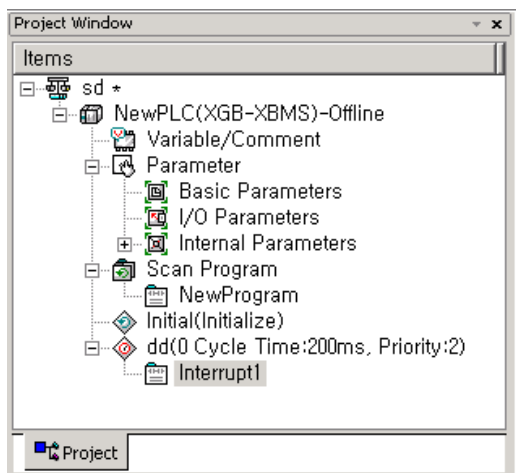 Project Window
Items
sd *
NewPLC(XGB-XBMS)-Offline
Variable/Comment
Parameter
Basic Parameters
I/O Parameters
Internal Parameters
Scan Program
NewProgram
Initial(Initialize)
dd(0 Cycle Time:200ms, Priority:2)
Interrupt1
Project